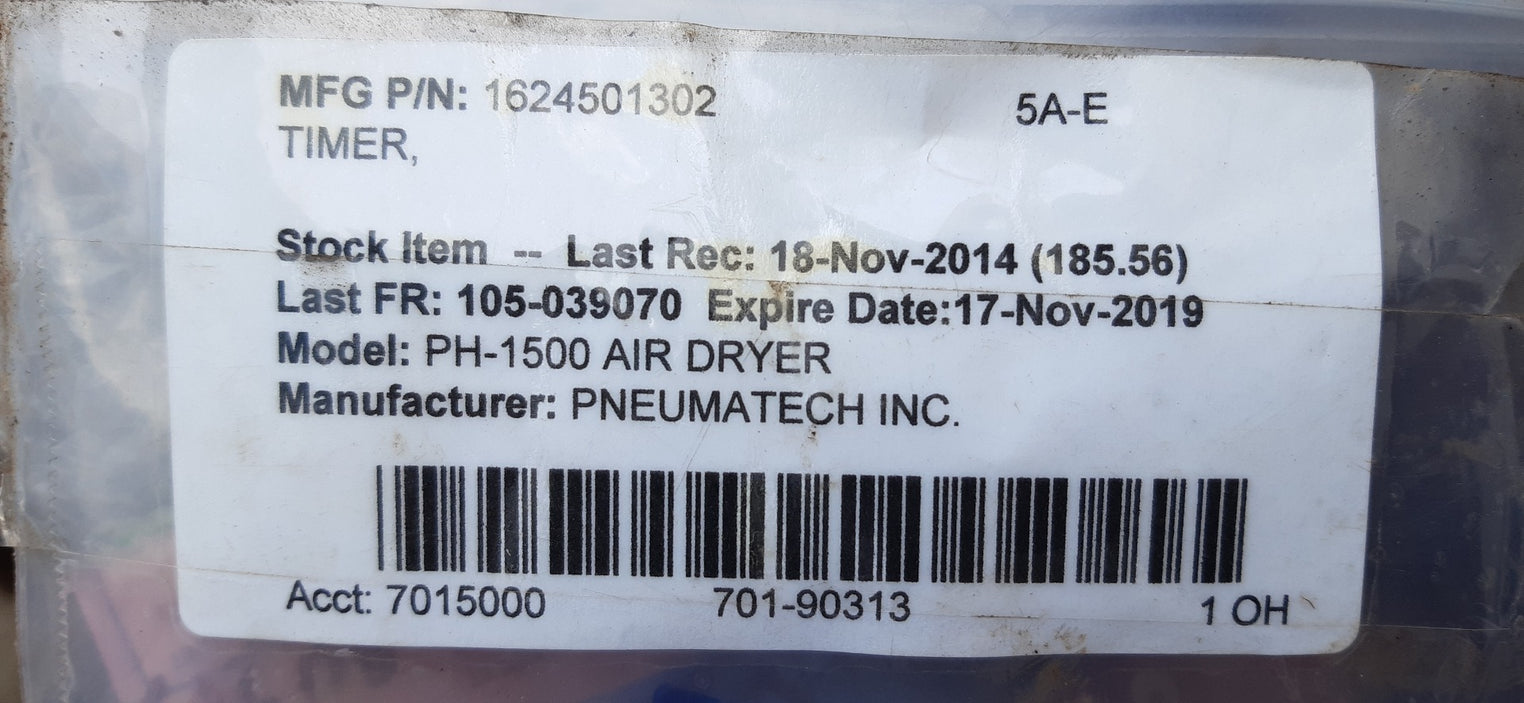 MFG P/N: 1624501302 5A-E
TIMER,
Stock Item -- Last Rec: 18-Nov-2014 (185.56)
Last FR: 105-039070 Expire Date:17-Nov-2019
Model: PH-1500 AIR DRYER
Manufacturer: PNEUMATECH INC.
Acct: 7015000 701-90313 1 OH